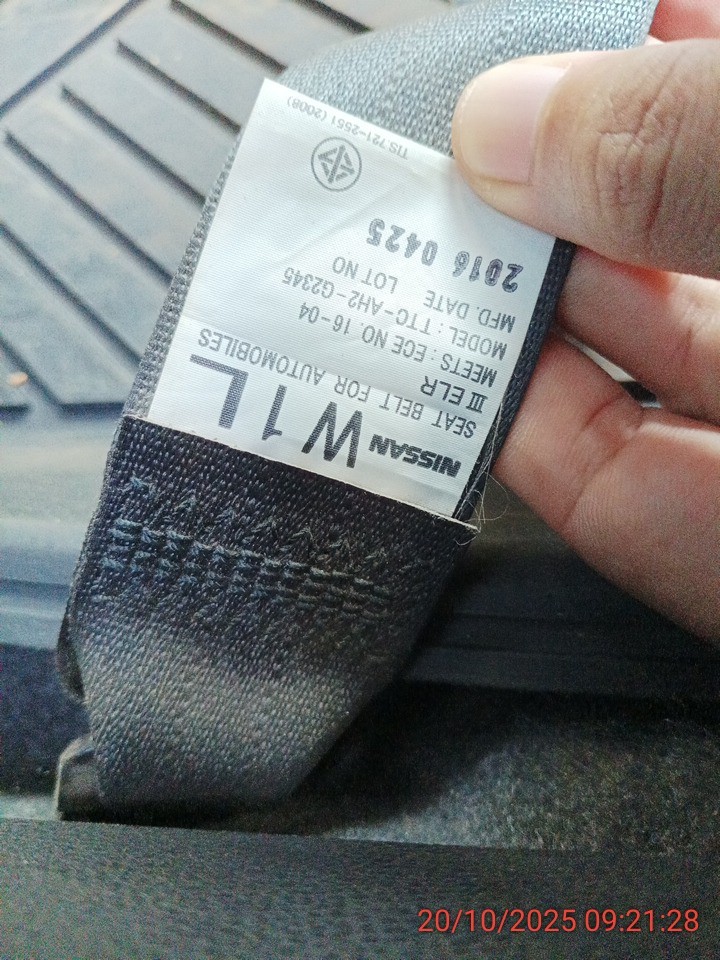 NISSAN W 1L
SEAT BELT FOR AUTOMOBILES
III ELR
MEETS : ECE NO. 16-04
MODEL : TTC-AH2-G2345
MFD. DATE LOT NO
2016 0425
TIS 721-2551 (2008)
20/10/2025 09:21:28